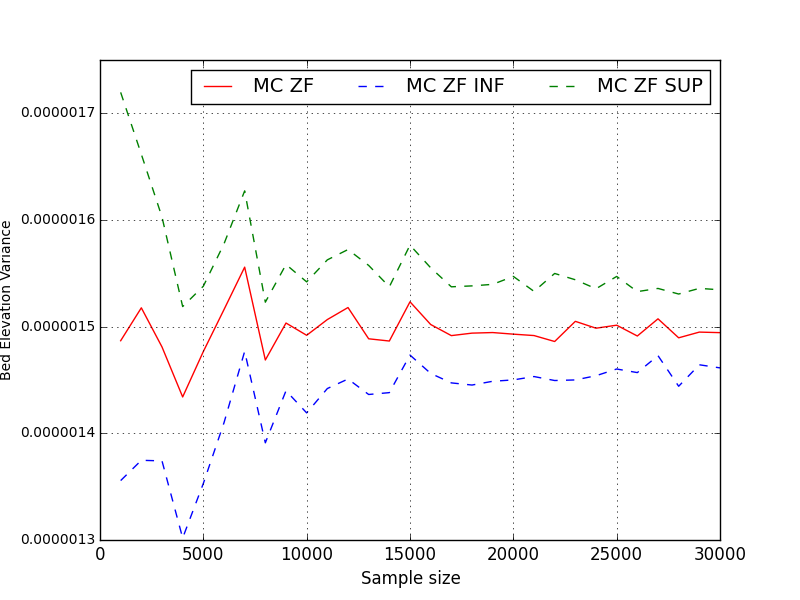 MC ZF MC ZF INF MC ZF SUP
0.0000017
0.0000016
0.0000015
0.0000014
0.0000013
Bed Elevation Variance
0 5000 10000 15000 20000 25000 30000
Sample size